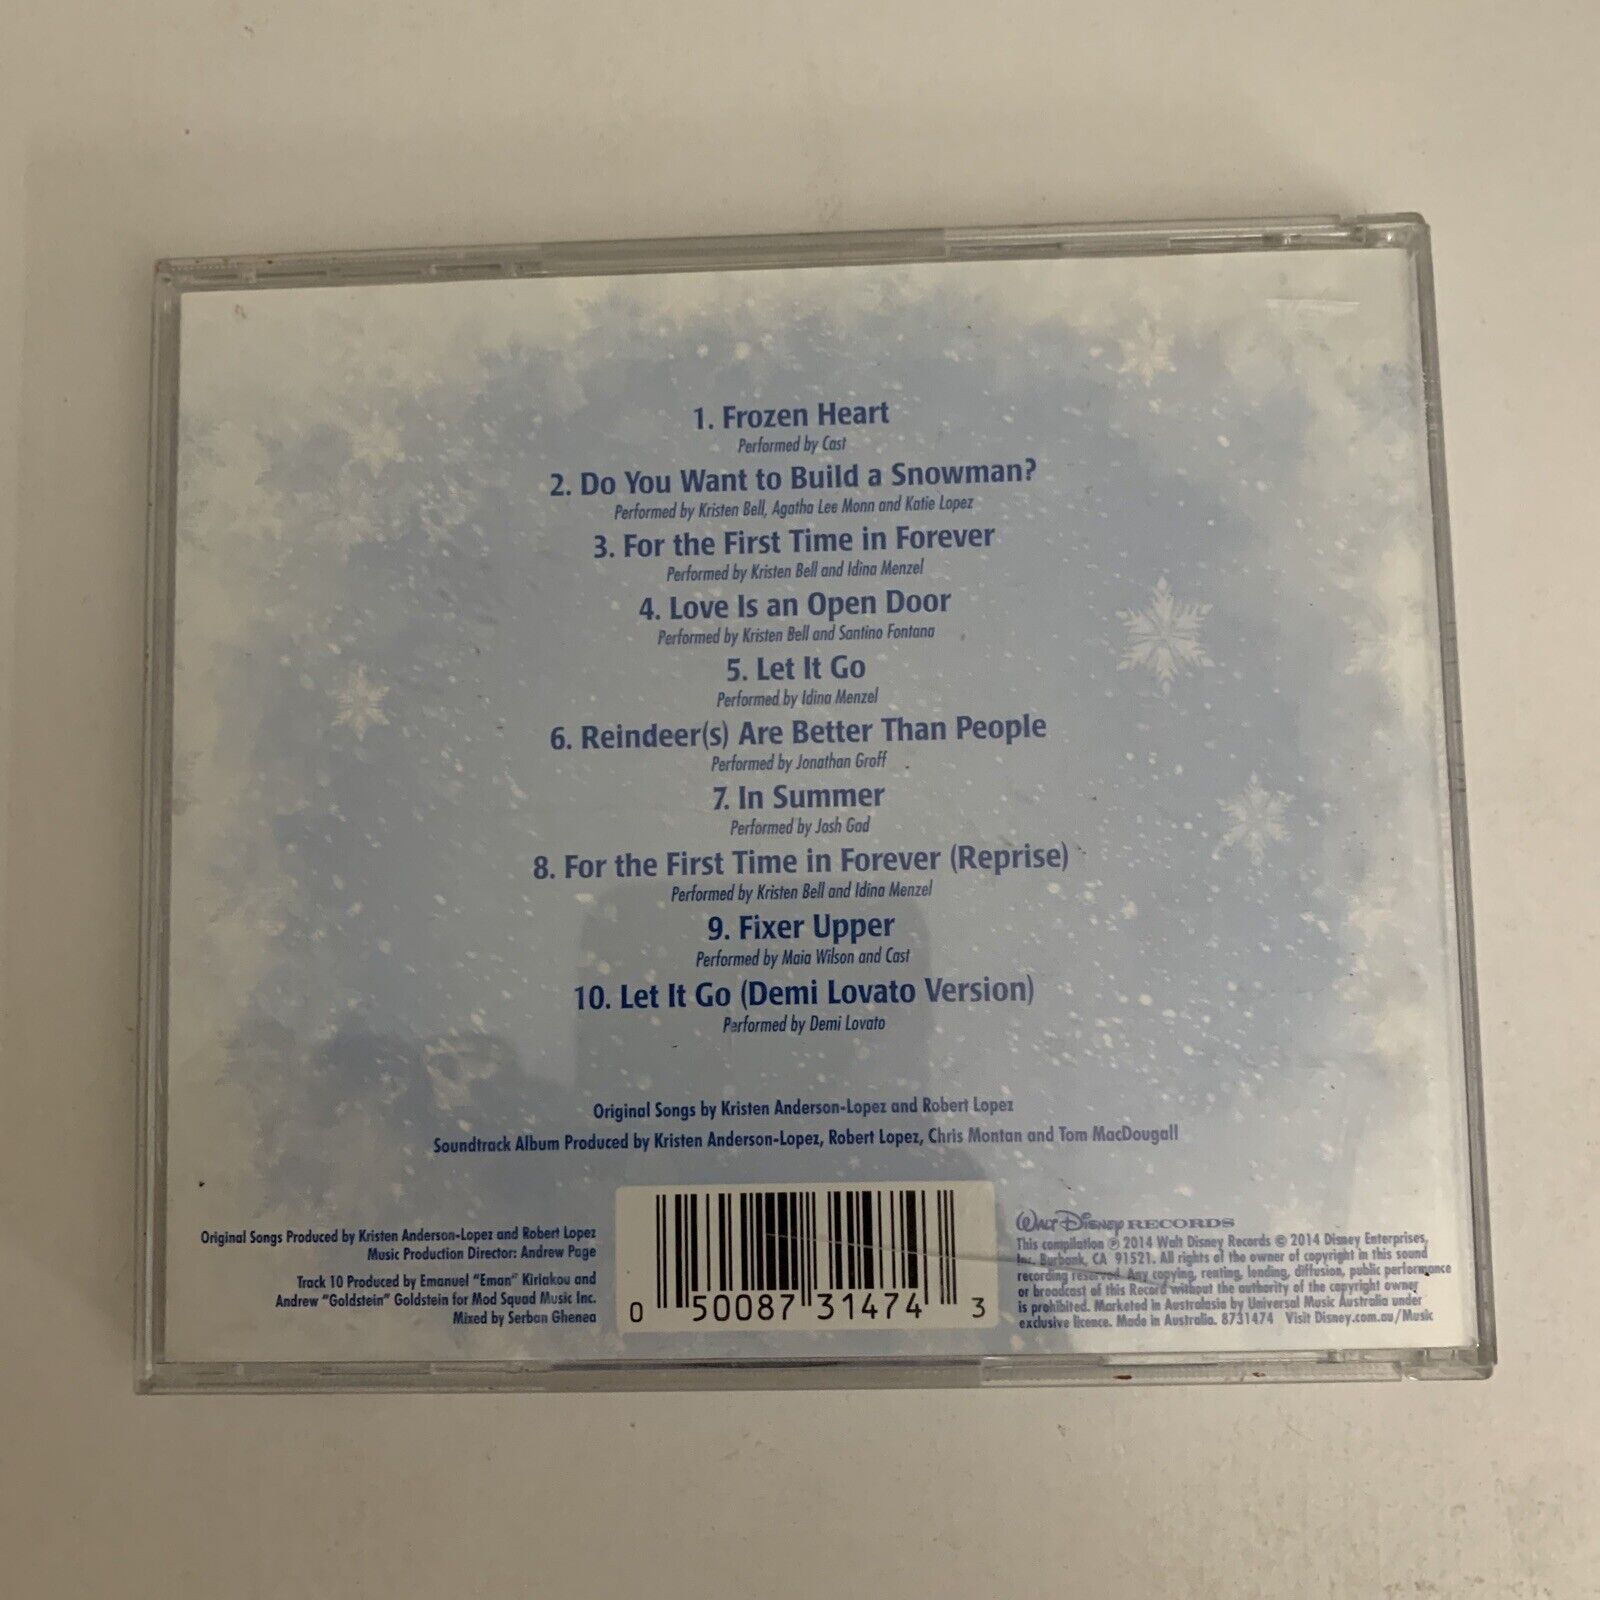 1. Frozen Heart
Performed by Cast
2. Do You Want to Build a Snowman?
Performed by Kristen Bell, Agatha Lee Monn and Katie Lopez
3. For the First Time in Forever
Performed by Kristen Bell and Idina Menzel
4. Love Is an Open Door
Performed by Kristen Bell and Santino Fontana
5. Let It Go
Performed by Idina Menzel
6. Reindeer(s) Are Better Than People
Performed by Jonathan Groff
7. In Summer
Performed by Josh Gad
8. For the First Time in Forever (Reprise)
Performed by Kristen Bell and Idina Menzel
9. Fixer Upper
Performed by Maia Wilson and Cast
10. Let It Go (Demi Lovato Version)
Performed by Demi Lovato
Original Songs by Kristen Anderson-Lopez and Robert Lopez
Soundtrack Album Produced by Kristen Anderson-Lopez, Robert Lopez, Chris Montan and Tom MacDougall
Original Songs Produced by Kristen Anderson-Lopez and Robert Lopez
Music Production Director: Andrew Page
Track 10 Produced by Emanuel "Eman" Kiriakou and
Andrew "Goldstein" Goldstein for Mod Squad Music Inc.
Mixed by Serban Ghenea
0 50087 31474 3
WALT DISNEY RECORDS
This compilation ℗ 2014 Walt Disney Records © 2014 Disney Enterprises,
Inc. Burbank, CA 91521. All rights of the owner of copyright in this sound
recording reserved. Any copying, renting, lending, diffusion, public performance
or broadcast of this Record without the authority of the copyright owner
is prohibited. Marketed in Australasia by Universal Music Australia under
exclusive licence. Made in Australia. 8731474 Visit Disney.com.au/Music